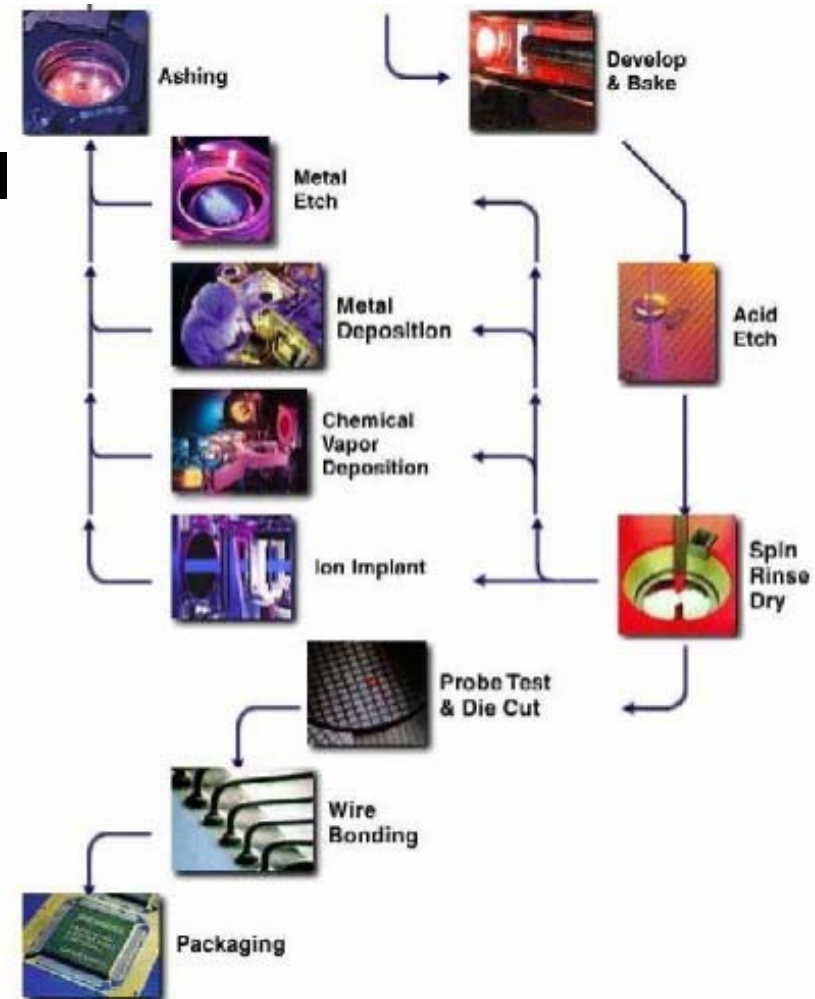 Ashing
Develop
& Bake
Metal
Etch
Metal
Deposition
Acid
Etch
Chemical
Vapor
Deposition
Ion Implant
Spin
Rinse
Dry
Probe Test
& Die Cut
Wire
Bonding
Packaging